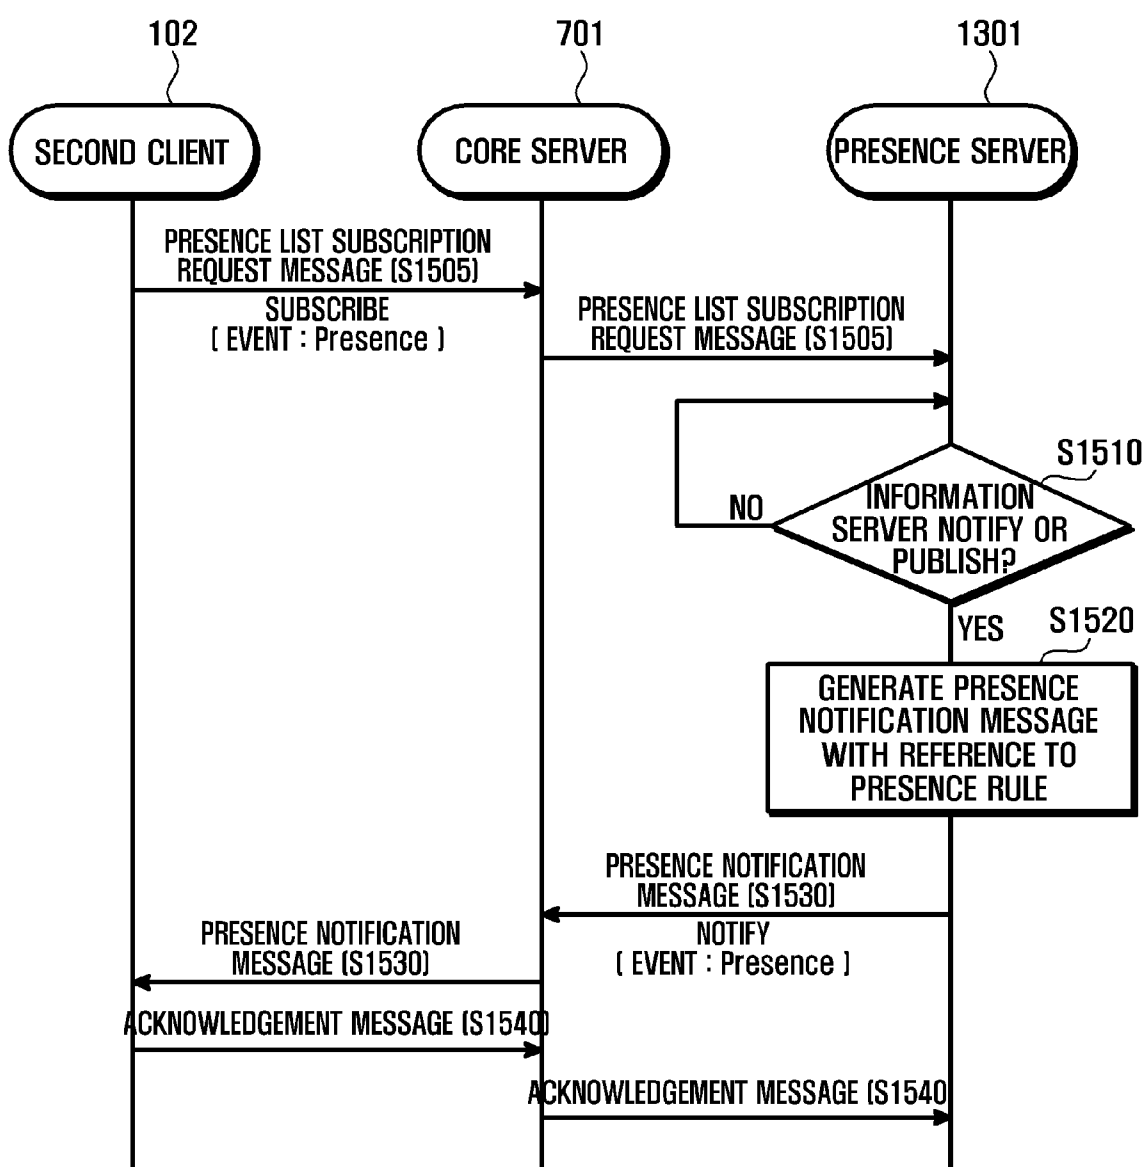 102
701
1301
SECOND CLIENT
CORE SERVER
PRESENCE SERVER
PRESENCE LIST SUBSCRIPTION
REQUEST MESSAGE (S1505)
SUBSCRIBE
( EVENT : Presence )
PRESENCE LIST SUBSCRIPTION
REQUEST MESSAGE (S1505)
S1510
NO
INFORMATION
SERVER NOTIFY OR
PUBLISH?
YES
S1520
GENERATE PRESENCE
NOTIFICATION MESSAGE
WITH REFERENCE TO
PRESENCE RULE
PRESENCE NOTIFICATION
MESSAGE (S1530)
NOTIFY
( EVENT : Presence )
PRESENCE NOTIFICATION
MESSAGE (S1530)
ACKNOWLEDGEMENT MESSAGE (S1540)
ACKNOWLEDGEMENT MESSAGE (S1540